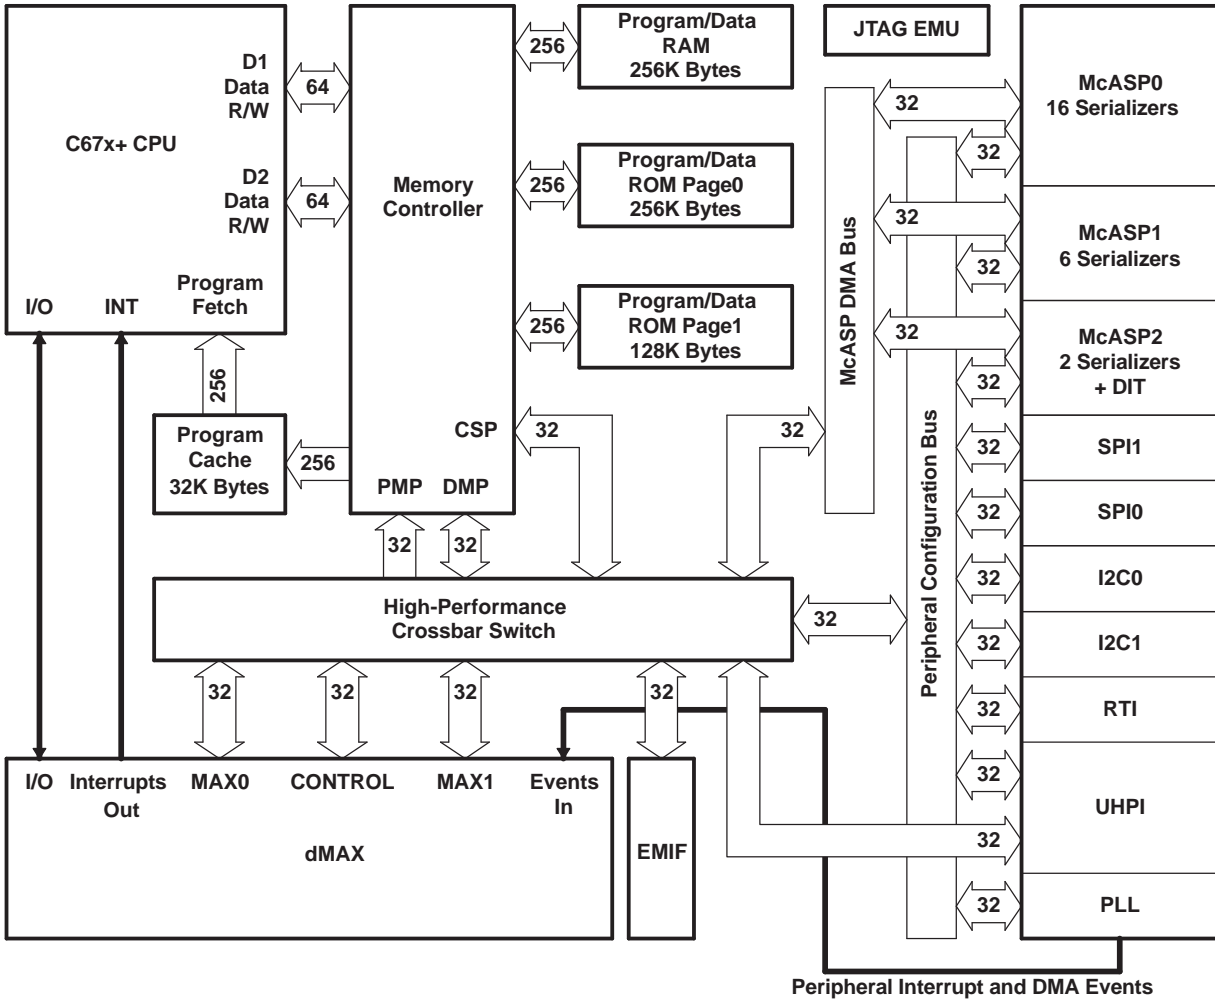 D1
Data
R/W
64
C67x+ CPU
D2
Data
R/W
64
Program
Fetch
I/O
INT
256
Program
Cache
32K Bytes
256
Memory
Controller
CSP
PMP
DMP
32
32
32
256
Program/Data
RAM
256K Bytes
256
Program/Data
ROM Page0
256K Bytes
256
Program/Data
ROM Page1
128K Bytes
JTAG EMU
McASP DMA Bus
32
Peripheral Configuration Bus
32
32
32
McASP0
16 Serializers
32
32
McASP1
6 Serializers
32
32
McASP2
2 Serializers
+ DIT
32
SPI1
32
SPI0
32
I2C0
32
I2C1
32
RTI
32
32
UHPI
32
PLL
High-Performance
Crossbar Switch
32
32
32
32
I/O
Interrupts
Out
MAX0
CONTROL
MAX1
Events
In
dMAX
EMIF
Peripheral Interrupt and DMA Events